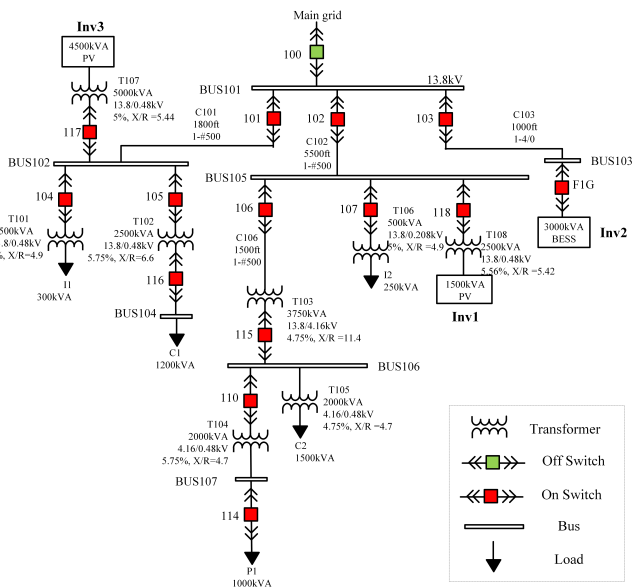 Main grid
100
13.8kV
BUS101
Inv3
4500kVA
PV
T107
5000kVA
13.8/0.48kV
5%, X/R =5.44
117
C101
1800ft
1-#500
101
102
103
C102
5500ft
1-#500
C103
1000ft
1-4/0
BUS102
BUS103
BUS105
F1G
3000kVA
BESS
Inv2
104
105
T101
500kVA
.8/0.48kV
%, X/R=4.9
I1
300kVA
T102
2500kVA
13.8/0.48kV
5.75%, X/R=6.6
116
BUS104
C1
1200kVA
106
107
118
C106
1500ft
1-#500
T106
500kVA
13.8/0.208kV
5%, X/R =4.9
I2
250kVA
T108
2500kVA
13.8/0.48kV
5.56%, X/R =5.42
1500kVA
PV
Inv1
T103
3750kVA
13.8/4.16kV
4.75%, X/R =11.4
115
BUS106
110
T105
2000kVA
4.16/0.48kV
4.75%, X/R =4.7
C2
1500kVA
T104
2000kVA
4.16/0.48kV
5.75%, X/R=4.7
BUS107
114
P1
1000kVA
Transformer
Off Switch
On Switch
Bus
Load